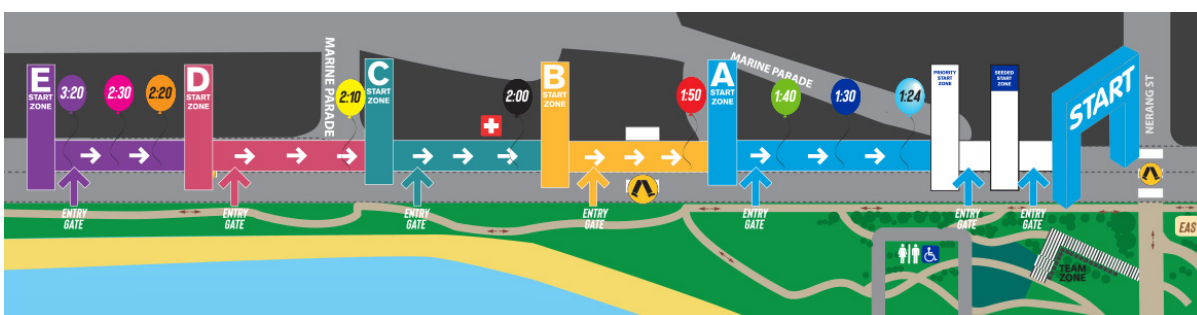 E
START
ZONE
3:20
2:30
2:20
D
START
ZONE
MARINE PARADE
2:10
C
START
ZONE
2:00
B
START
ZONE
1:50
A
START
ZONE
MARINE PARADE
1:40
1:30
1:24
PRIORITY
START
ZONE
SEEDED
START
ZONE
START
NERANG ST
ENTRY
GATE
ENTRY
GATE
ENTRY
GATE
ENTRY
GATE
ENTRY
GATE
ENTRY
GATE
ENTRY
GATE
EAS
TEAM
ZONE